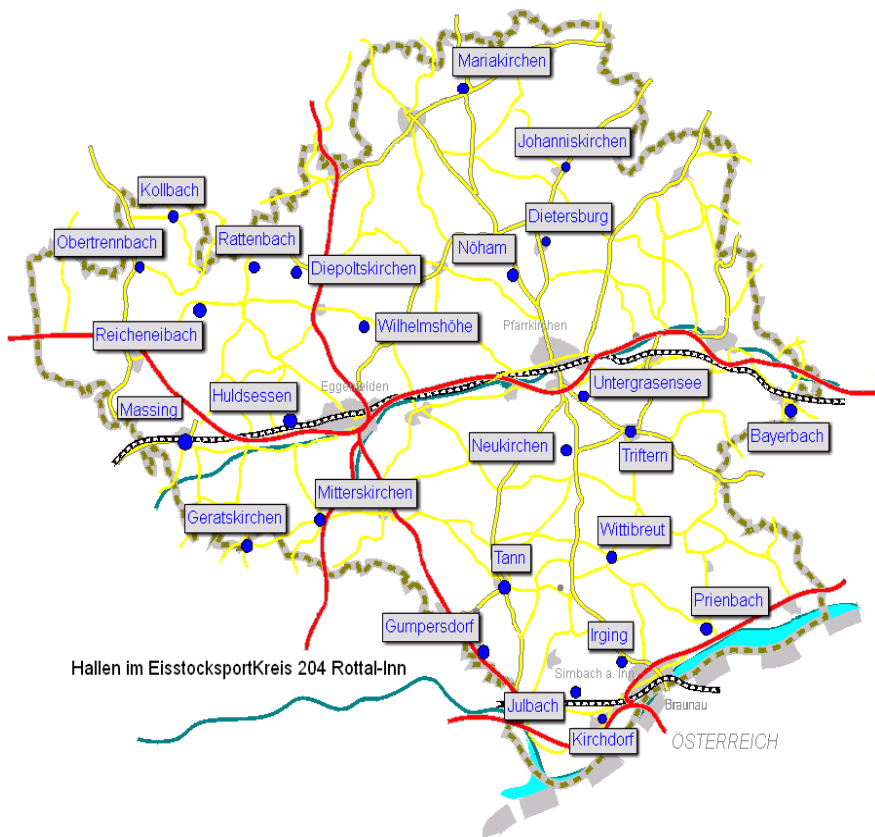 Mariakirchen
Johanniskirchen
Kollbach
Dietersburg
Obertrennbach
Rattenbach
Nöham
Diepoltskirchen
Pfarrkirchen
Wilhelmshöhe
Reicheneibach
Eggenfelden
Untergrasensee
Huldsessen
Massing
Bayerbach
Neukirchen
Triftern
Mitterskirchen
Geratskirchen
Wittibreut
Tann
Prienbach
Gumpersdorf
Irging
Hallen im EisstocksportKreis 204 Rottal-Inn
Simbach a. Inn
Julbach
Braunau
Kirchdorf
ÖSTERREICH